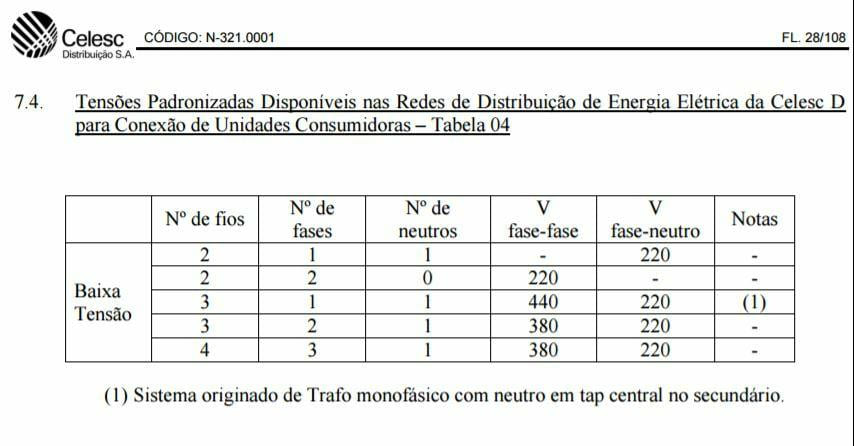 Celesc
Distribuição S.A.
CÓDIGO: N-321.0001
FL. 28/108
7.4. Tensões Padronizadas Disponíveis nas Redes de Distribuição de Energia Elétrica da Celesc D
para Conexão de Unidades Consumidoras – Tabela 04
Nº de fios Nº de fases Nº de neutros V fase-fase V fase-neutro Notas
Baixa Tensão
2 1 1 - 220 -
2 2 0 220 - -
3 1 1 440 220 (1)
3 2 1 380 220 -
4 3 1 380 220 -
(1) Sistema originado de Trafo monofásico com neutro em tap central no secundário.